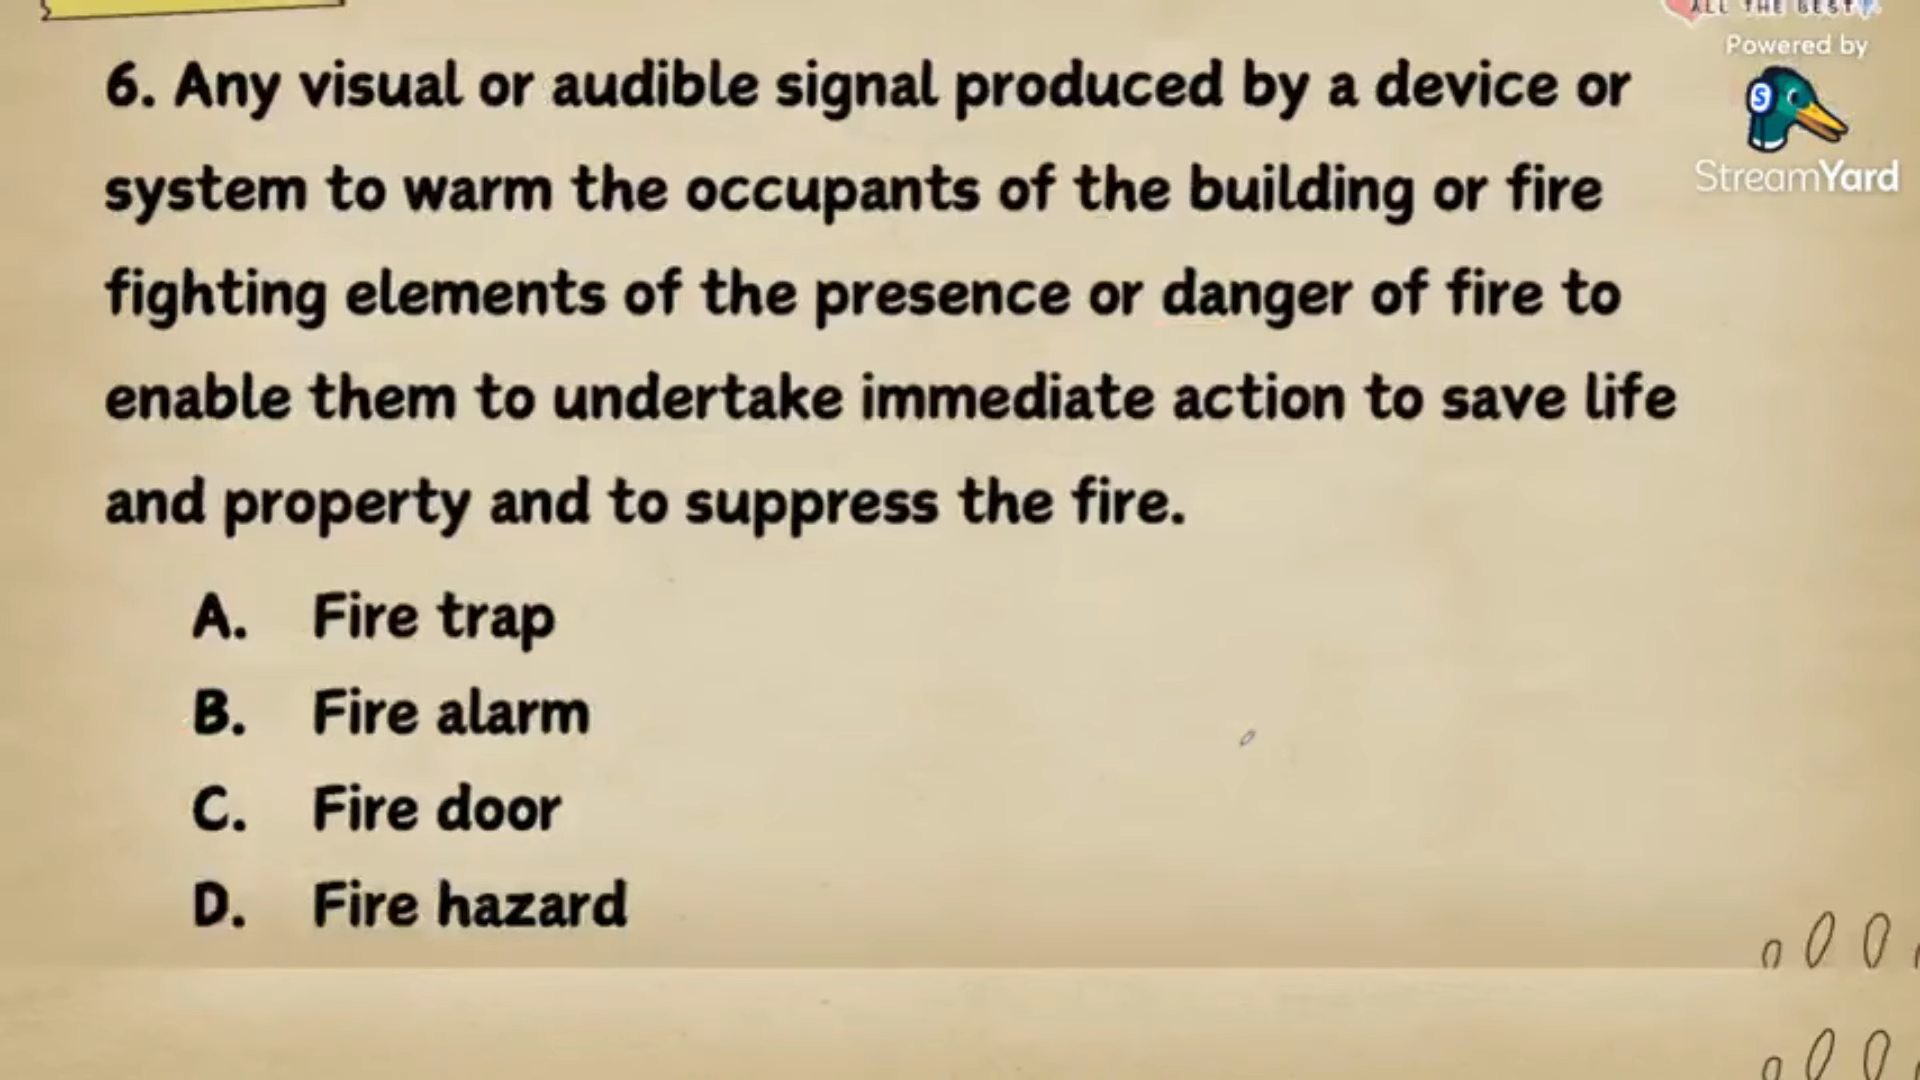 ALL THE BEST
Powered by
StreamYard
6. Any visual or audible signal produced by a device or
system to warm the occupants of the building or fire
fighting elements of the presence or danger of fire to
enable them to undertake immediate action to save life
and property and to suppress the fire.
A. Fire trap
B. Fire alarm
C. Fire door
D. Fire hazard